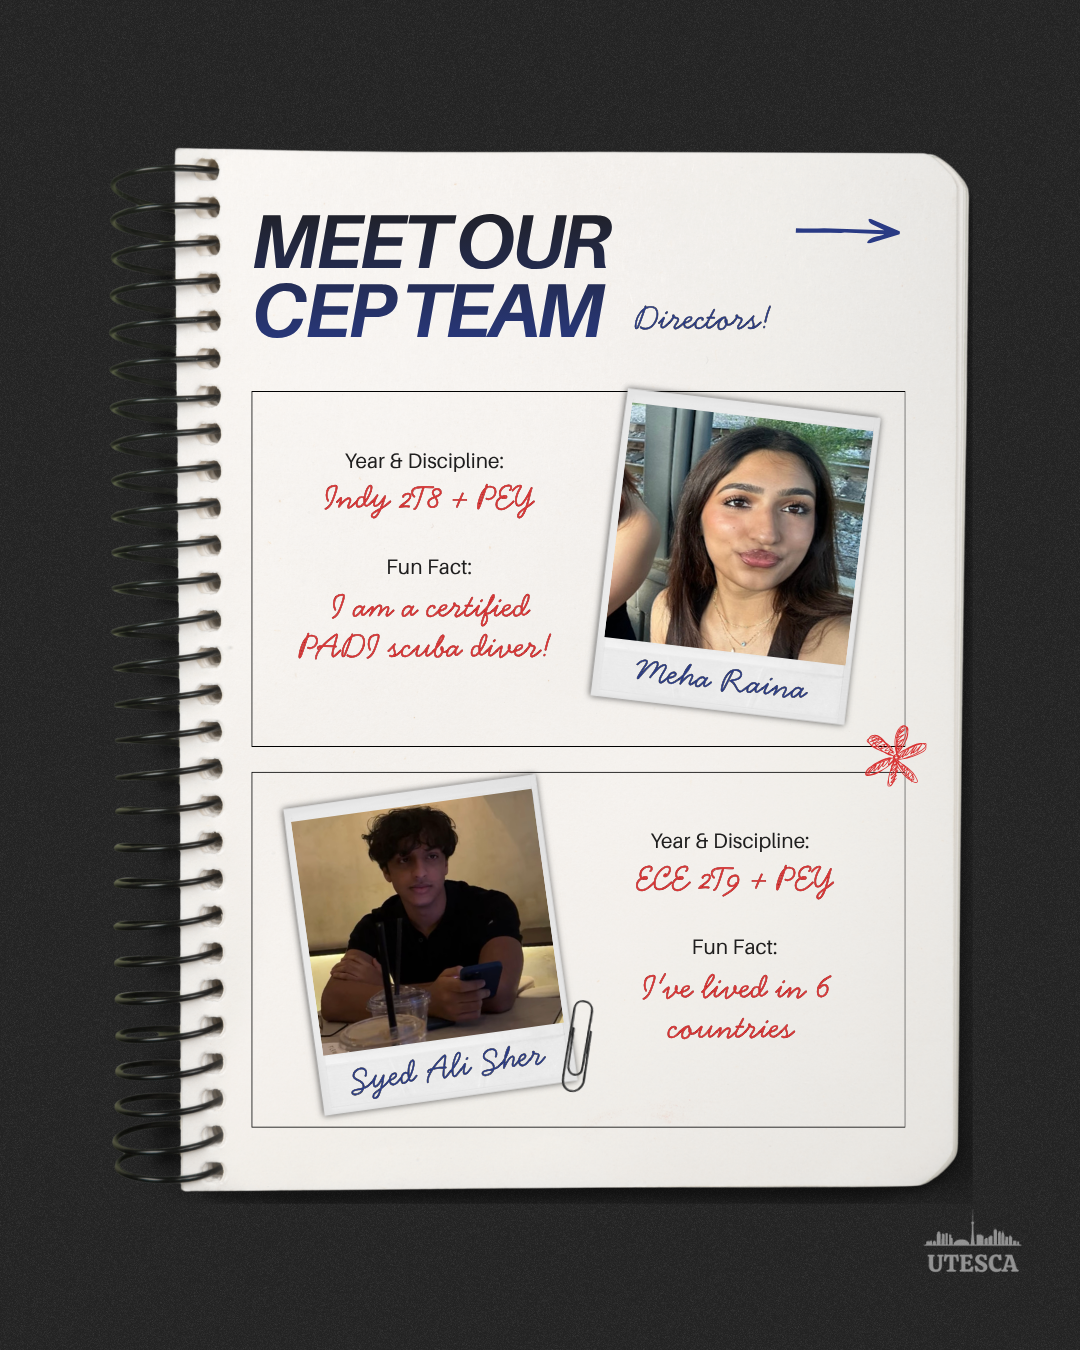 MEET OUR
CEP TEAM
Directors!
Year & Discipline:
Indy 2T8 + PEY
Fun Fact:
I am a certified
PADI scuba diver!
Meha Raina
Syed Ali Sher
Year & Discipline:
ECE 2T9 + PEY
Fun Fact:
I've lived in 6
countries
UTESCA